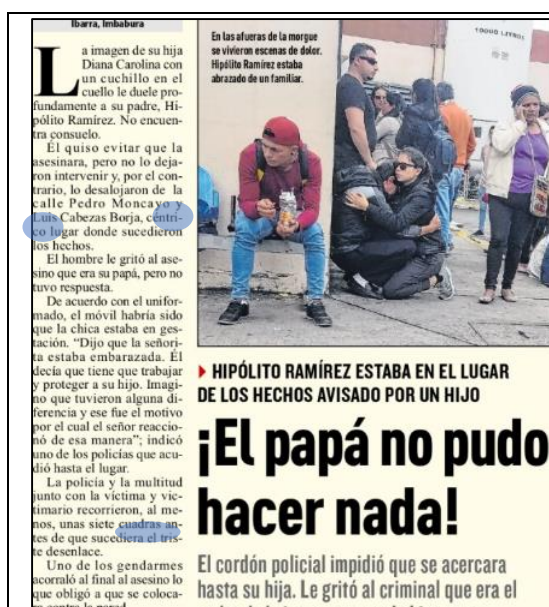 Ibarra, Imbabura
La imagen de su hija
Diana Carolina con
un cuchillo en el
cuello le duele pro-
fundamente a su padre, Hi-
pólito Ramírez. No encuen-
tra consuelo.
Él quiso evitar que la
asesinara, pero no lo deja-
ron intervenir y, por el con-
trario, lo desalojaron de la
calle Pedro Moncayo y
Luis Cabezas Borja, céntri-
co lugar donde sucedieron
los hechos.
El hombre le gritó al ase-
sino que era su papá, pero no
tuvo respuesta.
De acuerdo con el unifor-
mado, el móvil habría sido
que la chica estaba en ges-
tación. “Dijo que la señori-
ta estaba embarazada. Él
decía que tiene que trabajar
y proteger a su hijo. Imagi-
no que tuvieron alguna di-
ferencia y ese fue el motivo
por el cual el señor reaccio-
nó de esa manera”; indicó
uno de los policías que acu-
dió hasta el lugar.
La policía y la multitud
junto con la víctima y vic-
timario recorrieron, al me-
nos, unas siete cuadras an-
tes de que sucediera el tris-
te desenlace.
Uno de los gendarmes
acorraló al final al asesino lo
que obligó a que se coloca-
En las afueras de la morgue
se vivieron escenas de dolor.
Hipólito Ramírez estaba
abrazado de un familiar.
HIPÓLITO RAMÍREZ ESTABA EN EL LUGAR
DE LOS HECHOS AVISADO POR UN HIJO
¡El papá no pudo
hacer nada!
El cordón policial impidió que se acercara
hasta su hija. Le gritó al criminal que era el